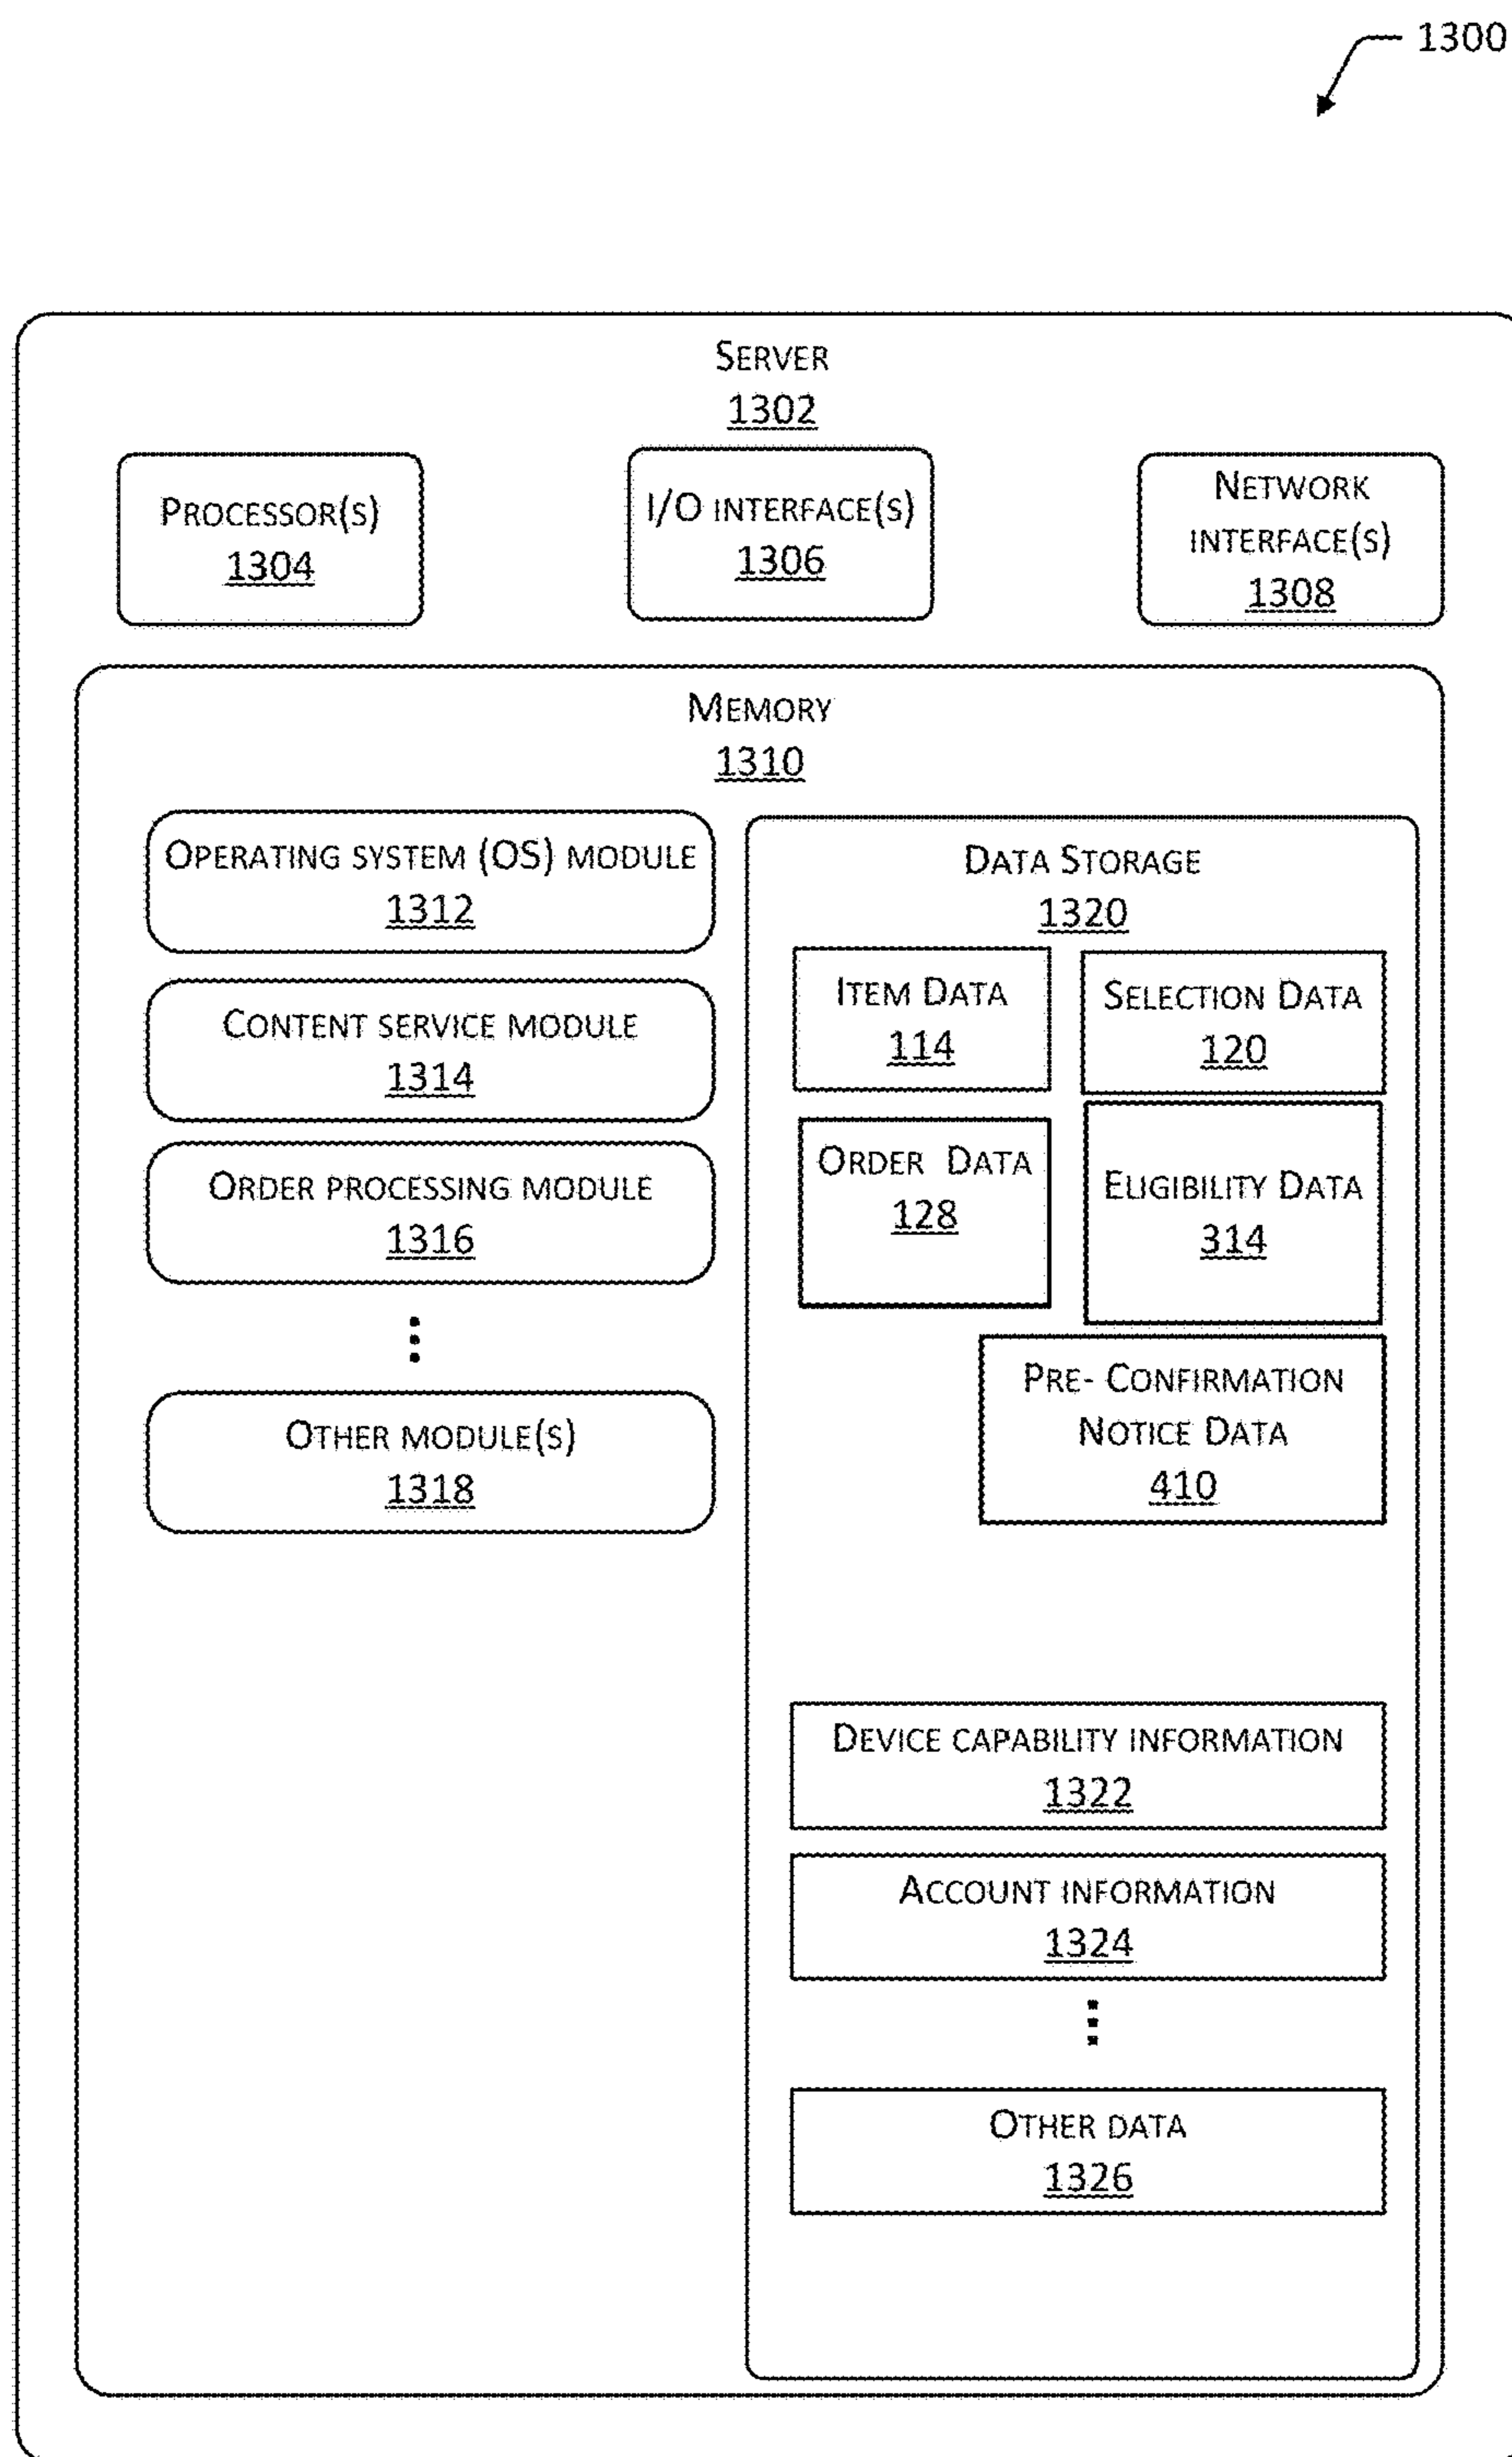 1300
SERVER
1302
PROCESSOR(S)
1304
I/O INTERFACE(S)
1306
NETWORK
INTERFACE(S)
1308
MEMORY
1310
OPERATING SYSTEM (OS) MODULE
1312
CONTENT SERVICE MODULE
1314
ORDER PROCESSING MODULE
1316
OTHER MODULE(S)
1318
DATA STORAGE
1320
ITEM DATA
114
SELECTION DATA
120
ORDER DATA
128
ELIGIBILITY DATA
314
PRE- CONFIRMATION
NOTICE DATA
410
DEVICE CAPABILITY INFORMATION
1322
ACCOUNT INFORMATION
1324
OTHER DATA
1326